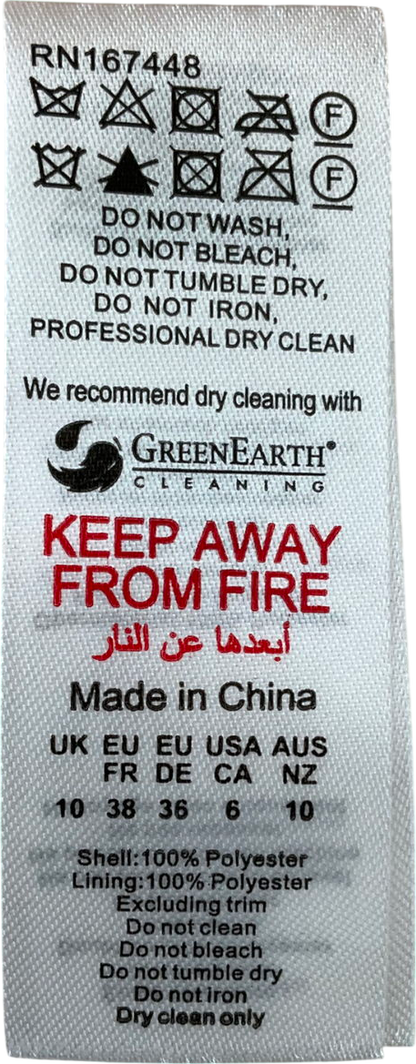 RN167448
F
F
DO NOT WASH,
DO NOT BLEACH,
DO NOT TUMBLE DRY,
DO NOT IRON,
PROFESSIONAL DRY CLEAN
We recommend dry cleaning with
GREENEARTH®
CLEANING
KEEP AWAY
FROM FIRE
أبعدها عن النار
Made in China
UK EU EU USA AUS
FR DE CA NZ
10 38 36 6 10
Shell:100% Polyester
Lining:100% Polyester
Excluding trim
Do not clean
Do not bleach
Do not tumble dry
Do not iron
Dry clean only